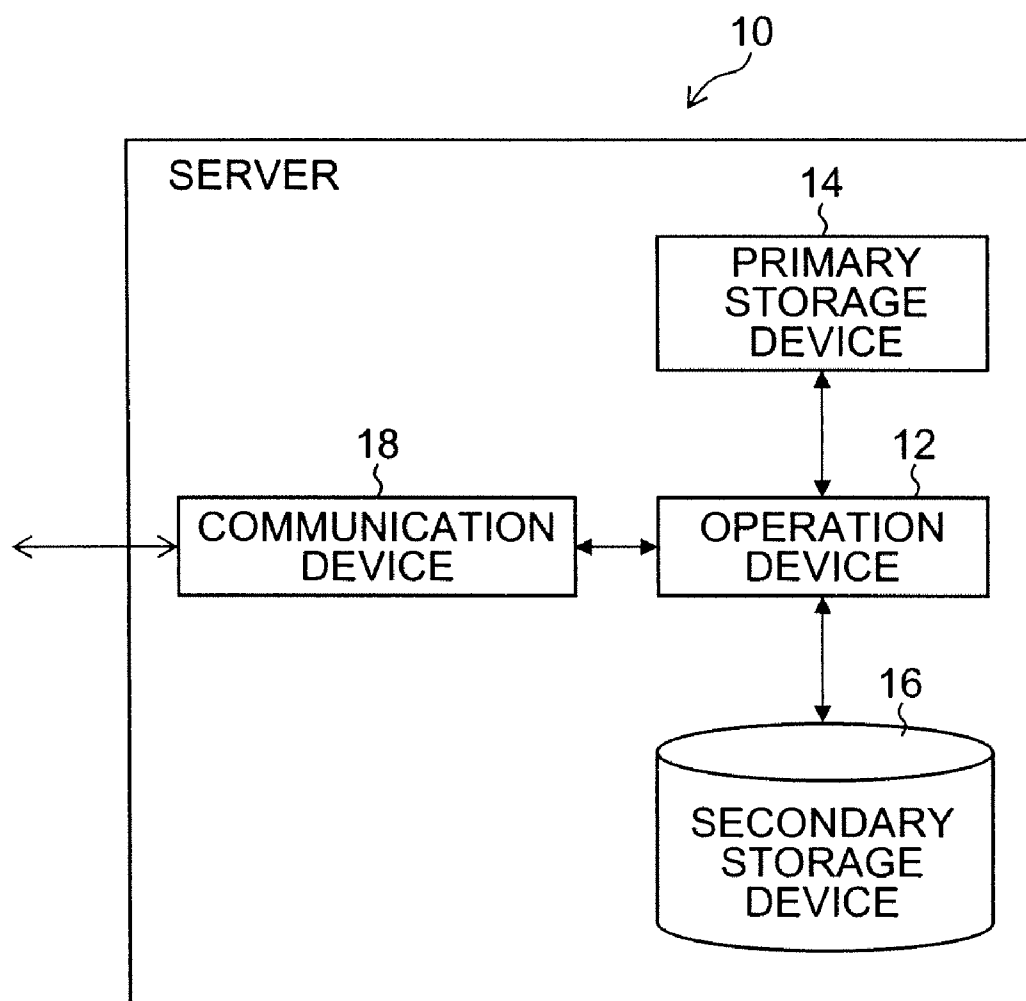 10
SERVER
14
PRIMARY
STORAGE
DEVICE
18
COMMUNICATION
DEVICE
12
OPERATION
DEVICE
16
SECONDARY
STORAGE
DEVICE